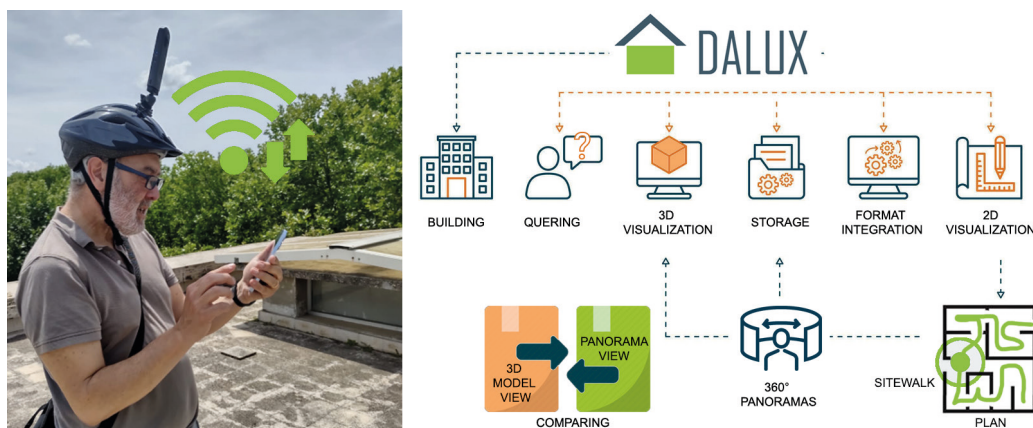 DALUX
BUILDING
QUERING
3D
VISUALIZATION
STORAGE
FORMAT
INTEGRATION
2D
VISUALIZATION
3D
MODEL
VIEW
PANORAMA
VIEW
COMPARING
360°
PANORAMAS
SITEWALK
PLAN